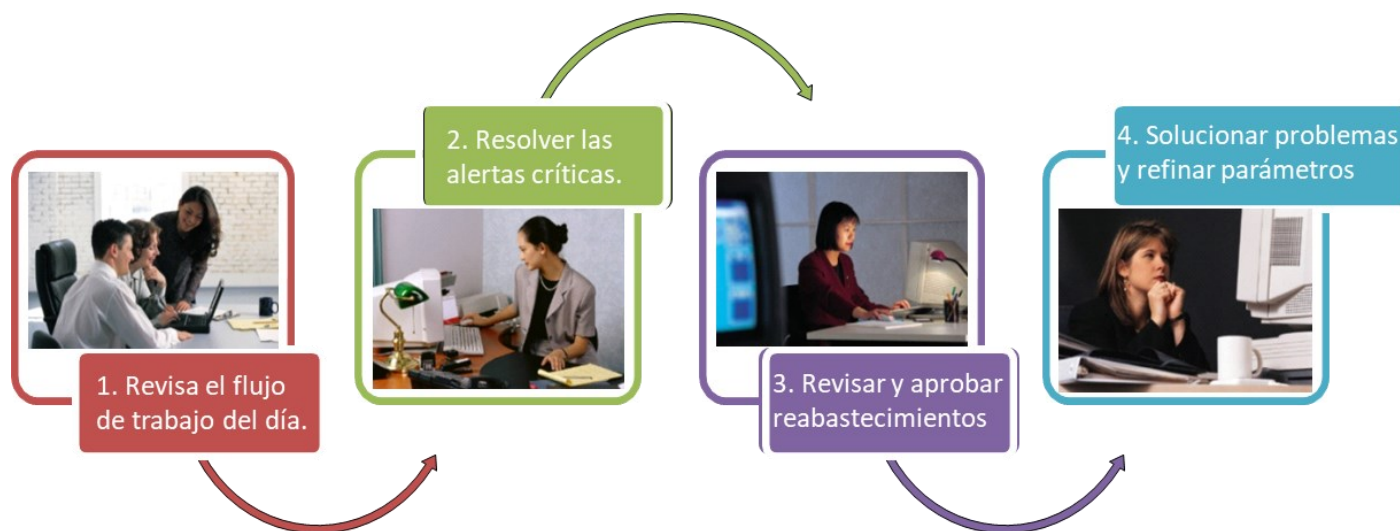 1. Revisa el flujo
de trabajo del día.
2. Resolver las
alertas críticas.
3. Revisar y aprobar
reabastecimientos
4. Solucionar problemas
y refinar parámetros